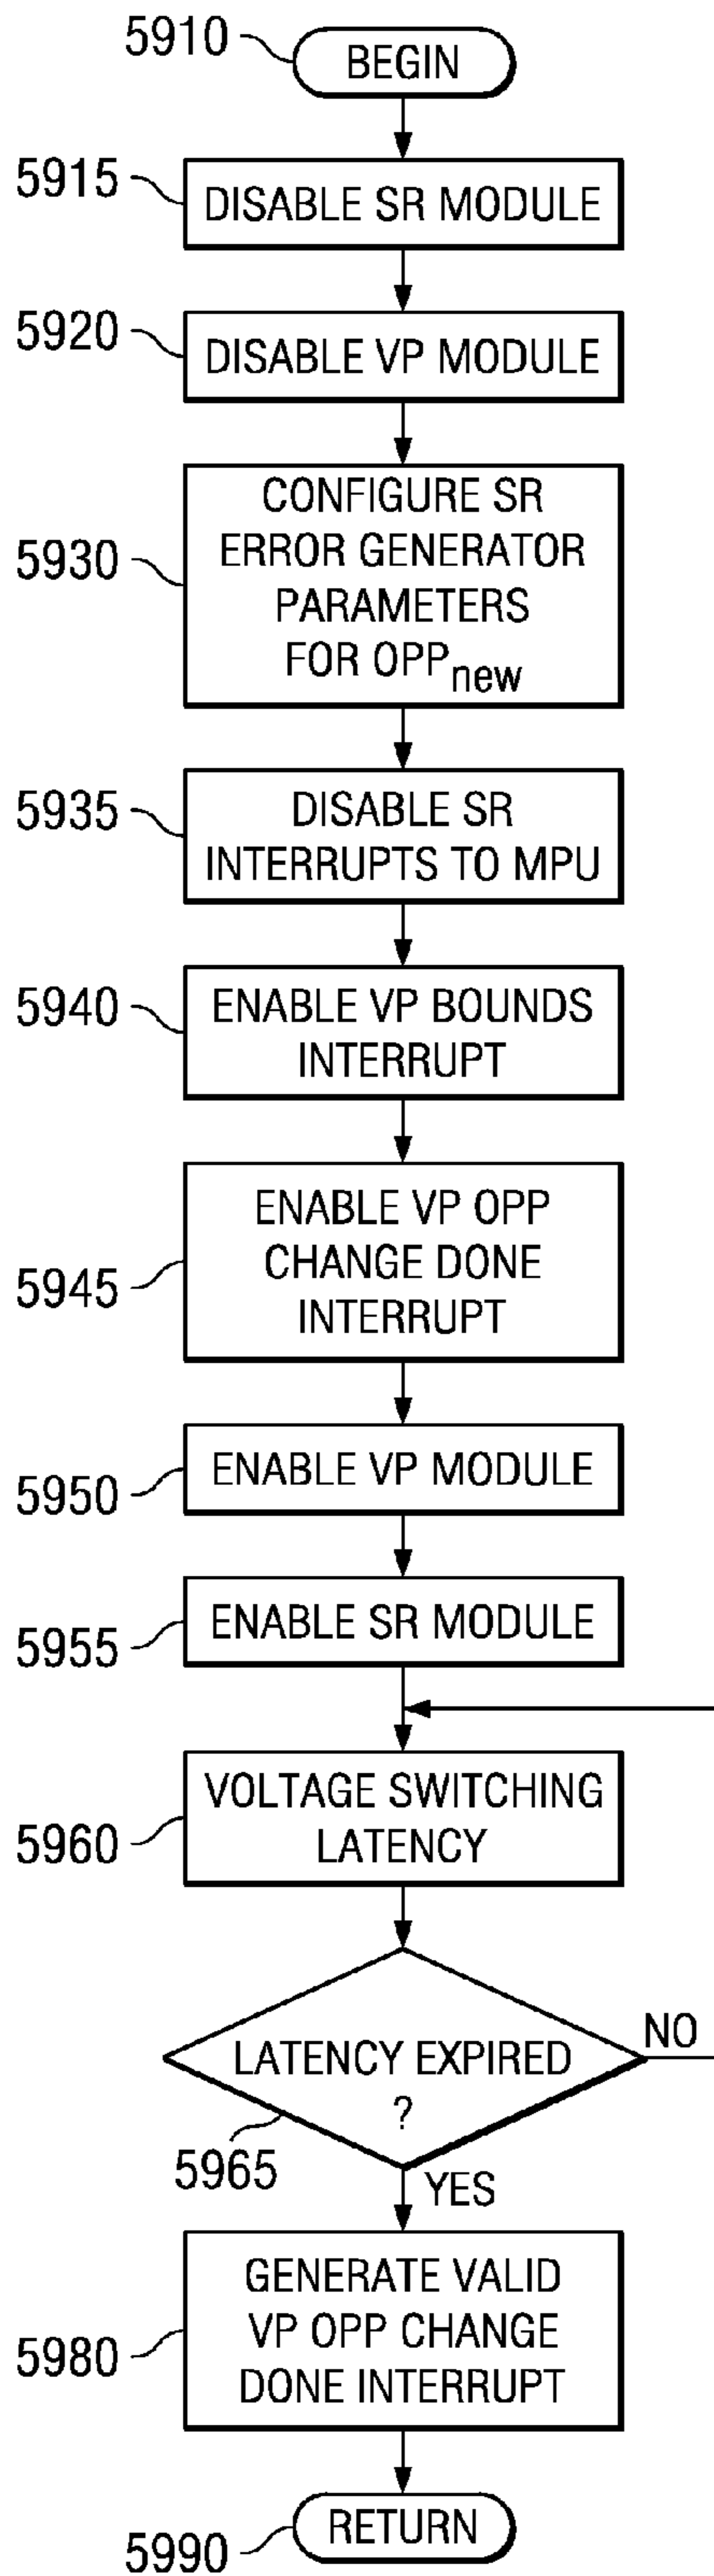 5910
BEGIN
5915
DISABLE SR MODULE
5920
DISABLE VP MODULE
5930
CONFIGURE SR
ERROR GENERATOR
PARAMETERS
FOR OPPnew
5935
DISABLE SR
INTERRUPTS TO MPU
5940
ENABLE VP BOUNDS
INTERRUPT
5945
ENABLE VP OPP
CHANGE DONE
INTERRUPT
5950
ENABLE VP MODULE
5955
ENABLE SR MODULE
5960
VOLTAGE SWITCHING
LATENCY
LATENCY EXPIRED
?
NO
5965
YES
5980
GENERATE VALID
VP OPP CHANGE
DONE INTERRUPT
5990
RETURN